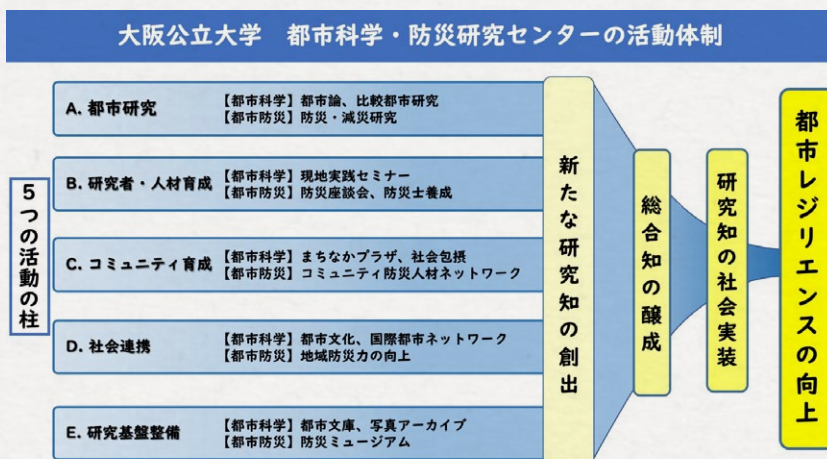 大阪公立大学 都市科学・防災研究センターの活動体制
5つの活動の柱
A. 都市研究
【都市科学】都市論、比較都市研究
【都市防災】防災・減災研究
B. 研究者・人材育成
【都市科学】現地実践セミナー
【都市防災】防災座談会、防災士養成
C. コミュニティ育成
【都市科学】まちなかプラザ、社会包摂
【都市防災】コミュニティ防災人材ネットワーク
D. 社会連携
【都市科学】都市文化、国際都市ネットワーク
【都市防災】地域防災力の向上
E. 研究基盤整備
【都市科学】都市文庫、写真アーカイブ
【都市防災】防災ミュージアム
新たな研究知の創出
総合知の醸成
研究知の社会実装
都市レジリエンスの向上